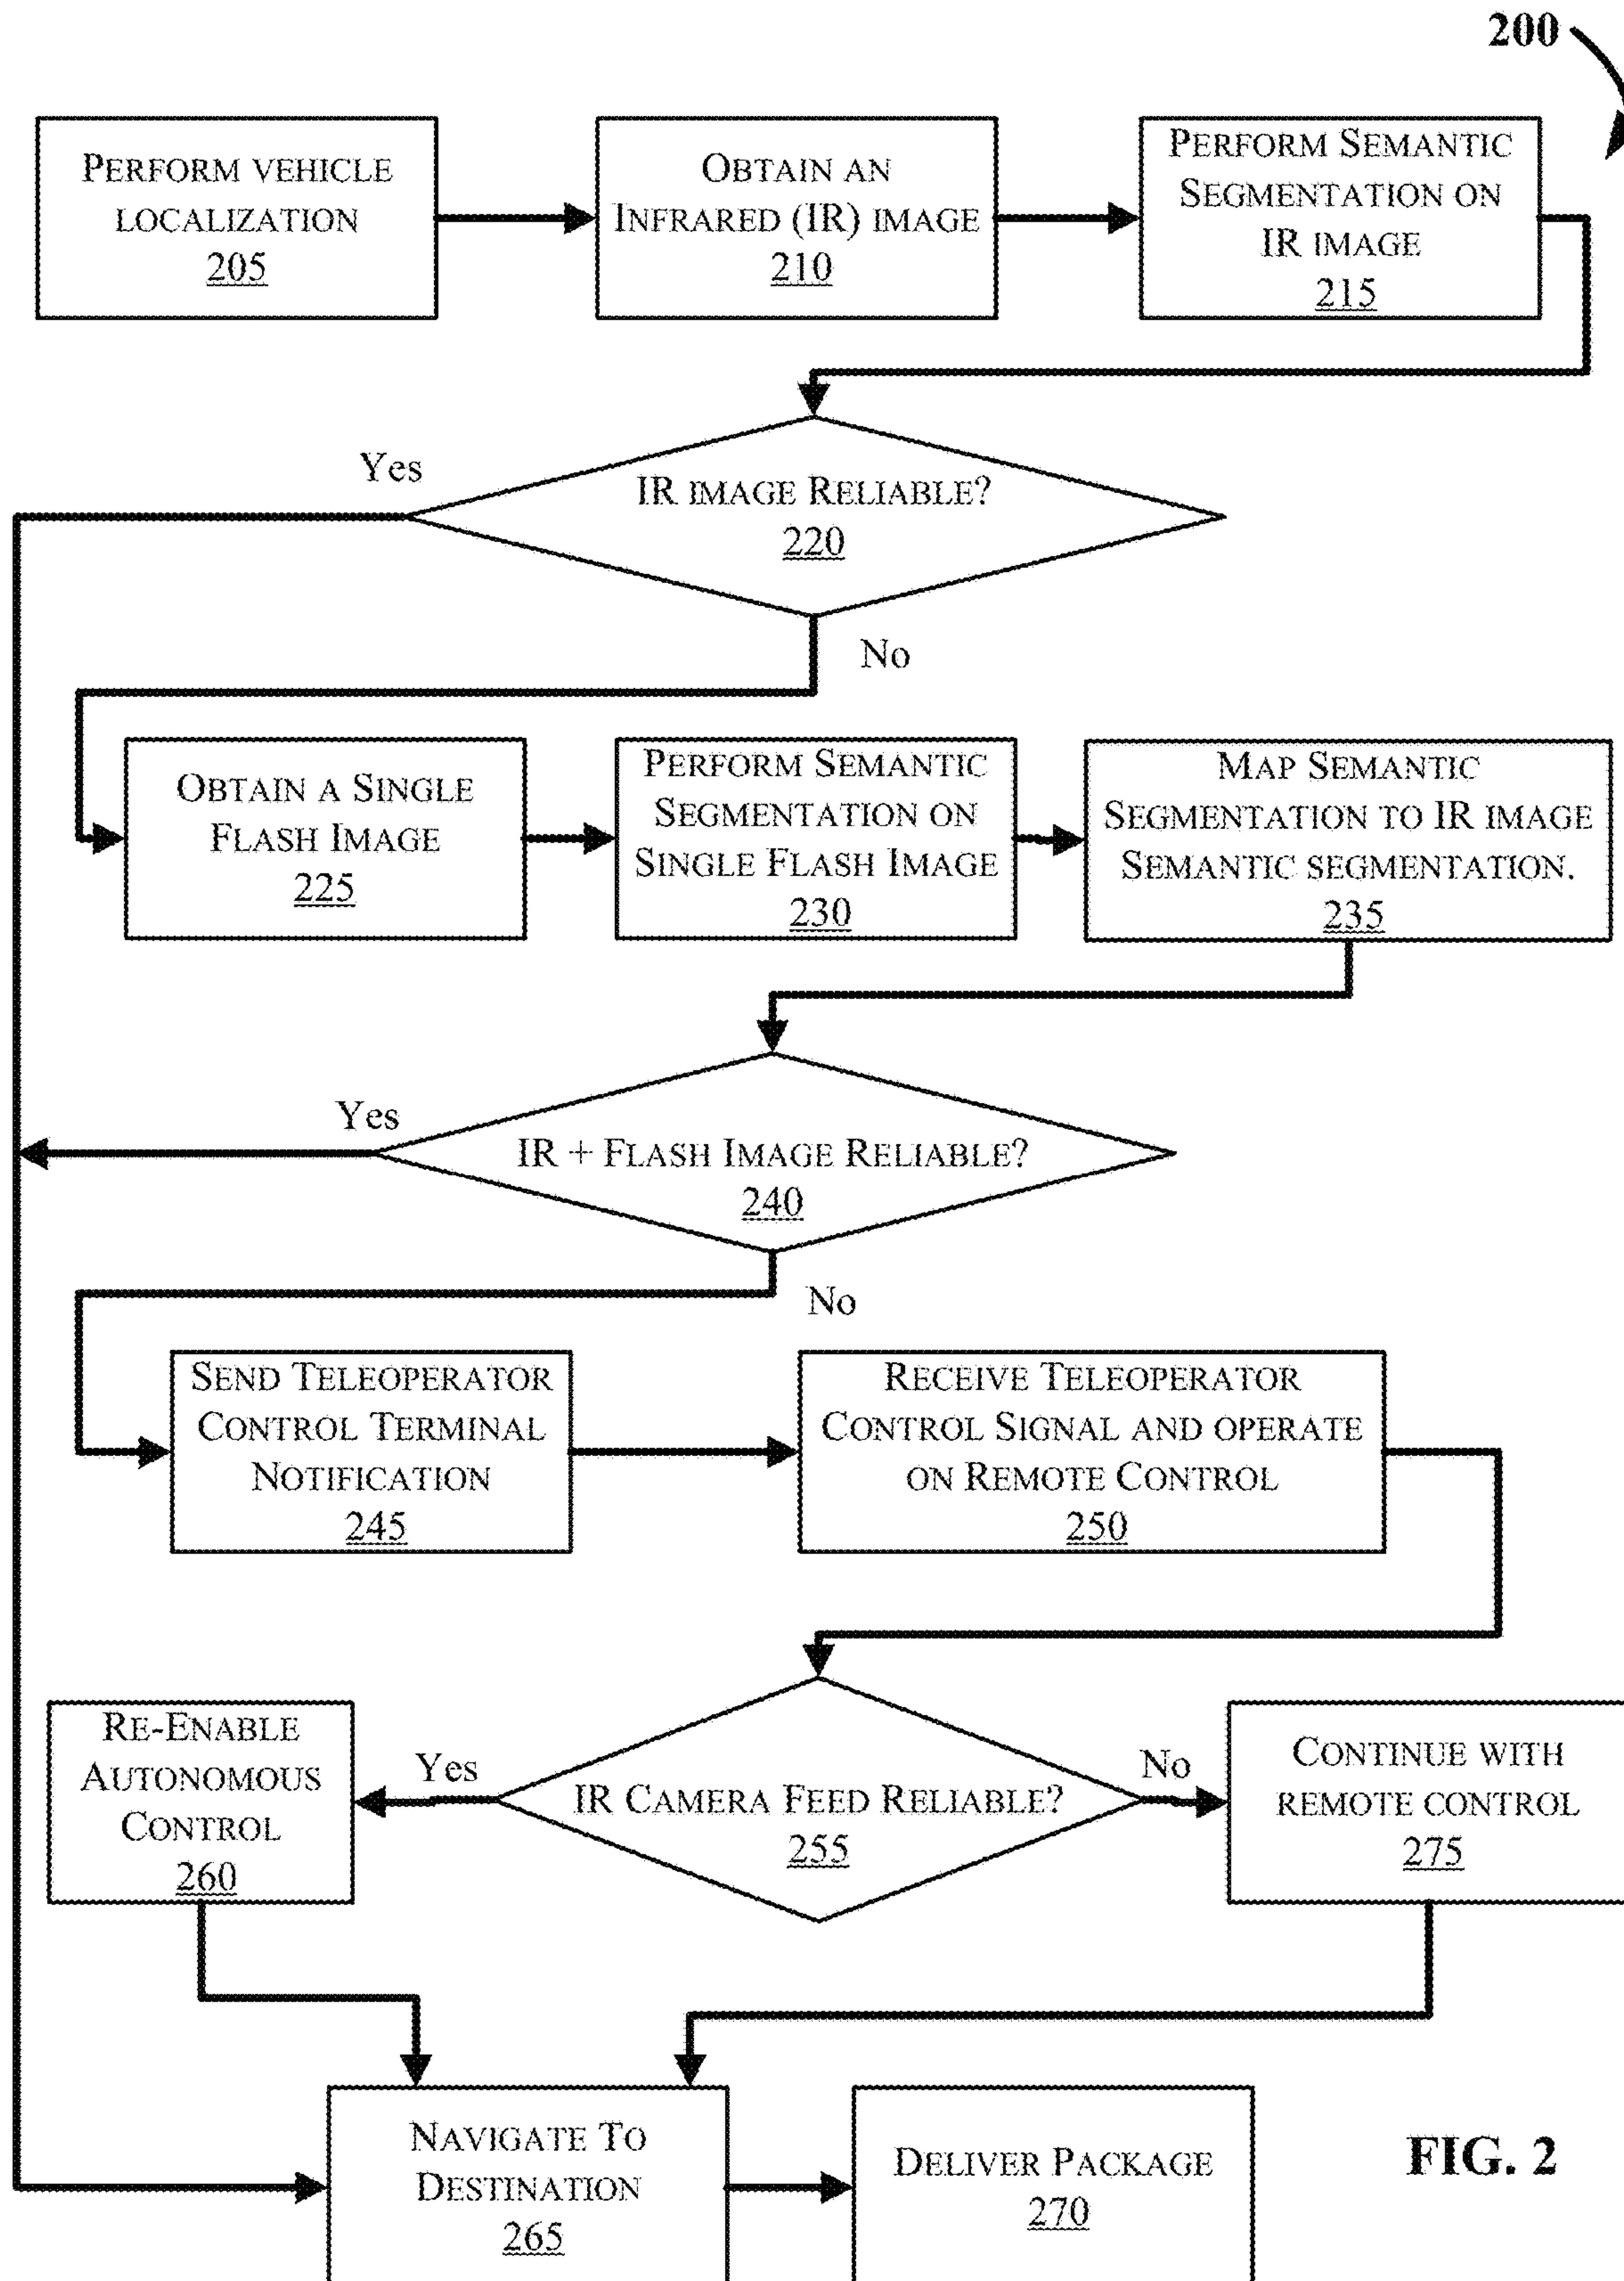 200
PERFORM VEHICLE
LOCALIZATION
205
OBTAIN AN
INFRARED (IR) IMAGE
210
PERFORM SEMANTIC
SEGMENTATION ON
IR IMAGE
215
Yes
IR IMAGE RELIABLE?
220
No
OBTAIN A SINGLE
FLASH IMAGE
225
PERFORM SEMANTIC
SEGMENTATION ON
SINGLE FLASH IMAGE
230
MAP SEMANTIC
SEGMENTATION TO IR IMAGE
SEMANTIC SEGMENTATION.
235
Yes
IR + FLASH IMAGE RELIABLE?
240
No
SEND TELEOPERATOR
CONTROL TERMINAL
NOTIFICATION
245
RECEIVE TELEOPERATOR
CONTROL SIGNAL AND OPERATE
ON REMOTE CONTROL
250
RE-ENABLE
AUTONOMOUS
CONTROL
260
Yes
IR CAMERA FEED RELIABLE?
255
No
CONTINUE WITH
REMOTE CONTROL
275
NAVIGATE TO
DESTINATION
265
DELIVER PACKAGE
270
FIG. 2